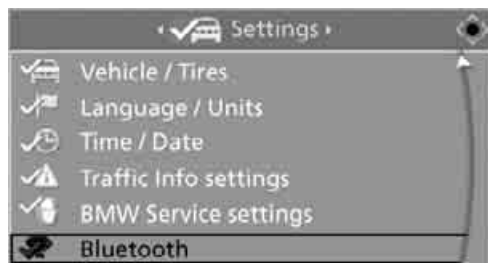 Settings
Vehicle / Tires
Language / Units
Time / Date
Traffic Info settings
BMW Service settings
Bluetooth